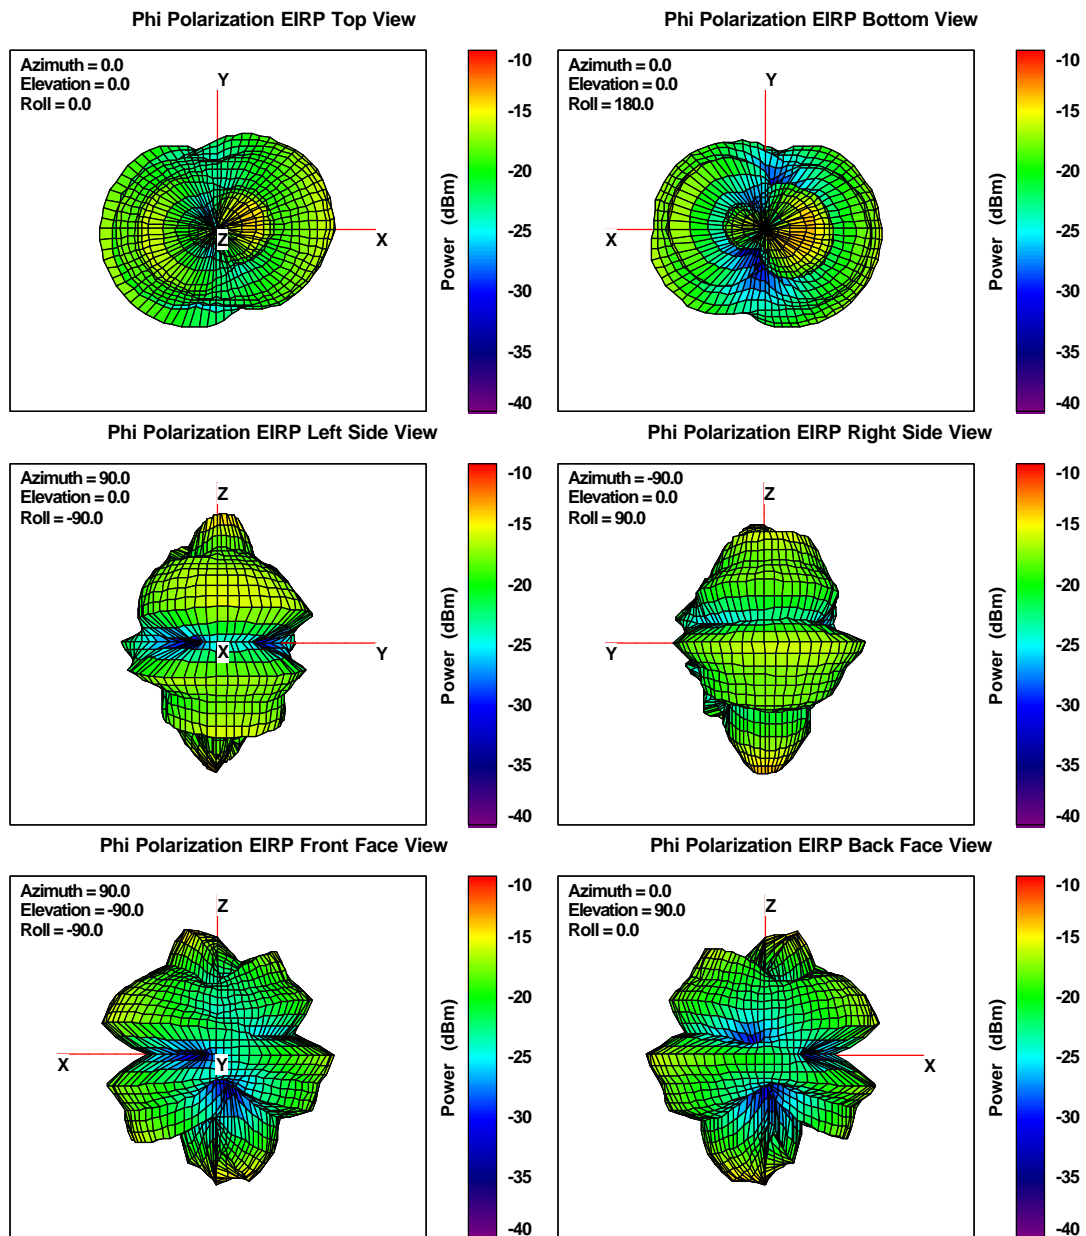 Phi Polarization EIRP Top View
Azimuth = 0.0
Elevation = 0.0
Roll = 0.0
Y
X
Z
-10
-15
-20
-25
-30
-35
-40
Power (dBm)
Phi Polarization EIRP Bottom View
Azimuth = 0.0
Elevation = 0.0
Roll = 180.0
Y
X
-10
-15
-20
-25
-30
-35
-40
Power (dBm)
Phi Polarization EIRP Left Side View
Azimuth = 90.0
Elevation = 0.0
Roll = -90.0
Z
X
Y
-10
-15
-20
-25
-30
-35
-40
Power (dBm)
Phi Polarization EIRP Right Side View
Azimuth = -90.0
Elevation = 0.0
Roll = 90.0
Z
Y
-10
-15
-20
-25
-30
-35
-40
Power (dBm)
Phi Polarization EIRP Front Face View
Azimuth = 90.0
Elevation = -90.0
Roll = -90.0
Z
X
Y
-10
-15
-20
-25
-30
-35
-40
Power (dBm)
Phi Polarization EIRP Back Face View
Azimuth = 0.0
Elevation = 90.0
Roll = 0.0
Z
X
-10
-15
-20
-25
-30
-35
-40
Power (dBm)